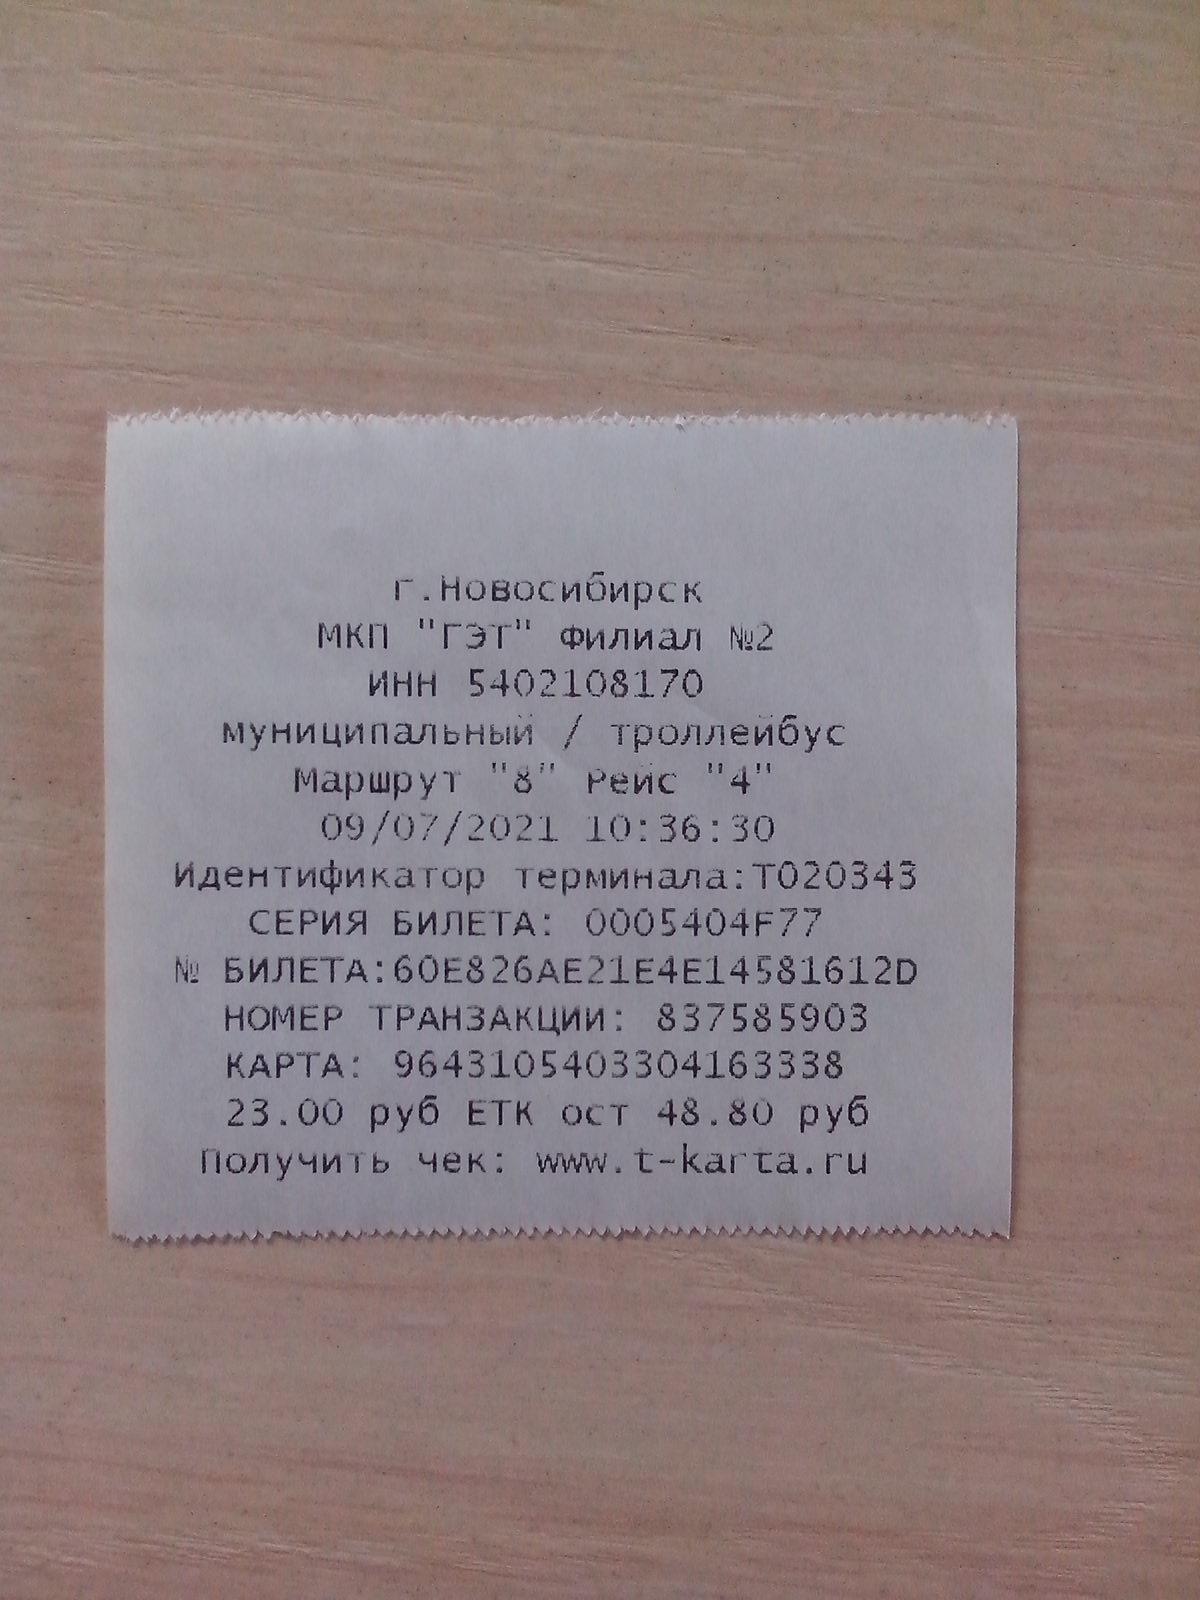 г.Новосибирск
МКП "ГЭТ" Филиал №2
ИНН 5402108170
муниципальный / троллейбус
Маршрут "8" Рейс "4"
09/07/2021 10:36:30
Идентификатор терминала:T020343
СЕРИЯ БИЛЕТА: 0005404F77
№ БИЛЕТА:60E826AE21E4E14581612D
НОМЕР ТРАНЗАКЦИИ: 837585903
КАРТА: 9643105403304163338
23.00 руб ЕТК ост 48.80 руб
Получить чек: www.t-karta.ru